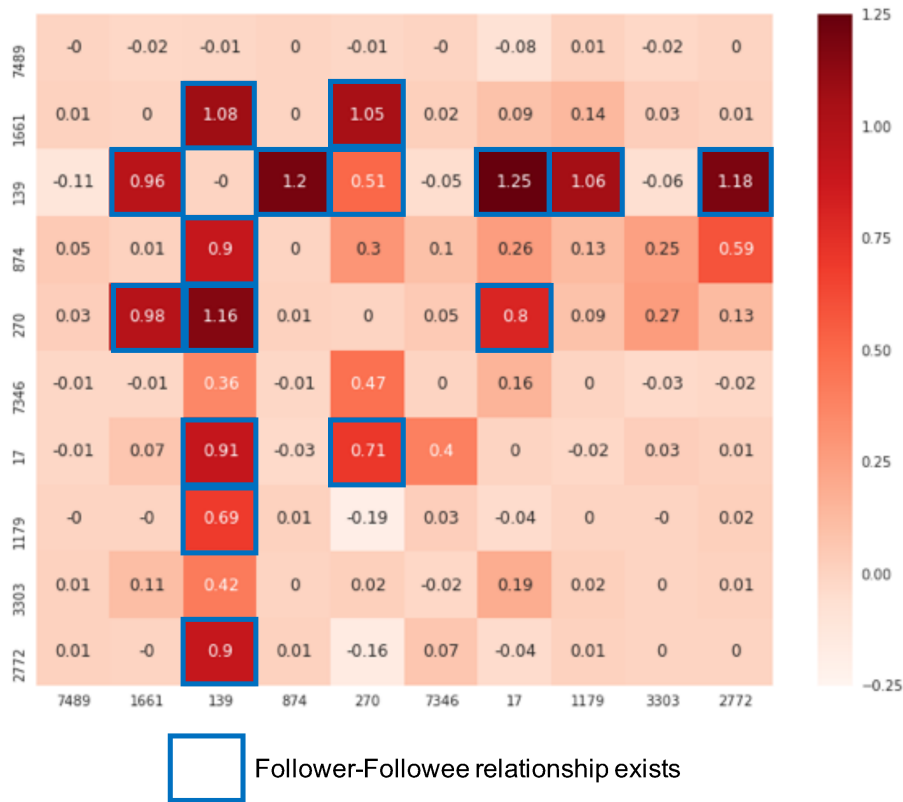 7489 -0 -0.02 -0.01 0 -0.01 -0 -0.08 0.01 -0.02 0 1.25
1661 0.01 0 1.08 0 1.05 0.02 0.09 0.14 0.03 0.01 1.00
139 -0.11 0.96 -0 1.2 0.51 -0.05 1.25 1.06 -0.06 1.18
874 0.05 0.01 0.9 0 0.3 0.1 0.26 0.13 0.25 0.59 0.75
270 0.03 0.98 1.16 0.01 0 0.05 0.8 0.09 0.27 0.13 0.50
7346 -0.01 -0.01 0.36 -0.01 0.47 0 0.16 0 -0.03 -0.02
17 -0.01 0.07 0.91 -0.03 0.71 0.4 0 -0.02 0.03 0.01 0.25
1179 -0 -0 0.69 0.01 -0.19 0.03 -0.04 0 -0 0.02
3303 0.01 0.11 0.42 0 0.02 -0.02 0.19 0.02 0 0.01 0.00
2772 0.01 -0 0.9 0.01 -0.16 0.07 -0.04 0.01 0 0 −0.25
7489 1661 139 874 270 7346 17 1179 3303 2772
Follower-Followee relationship exists